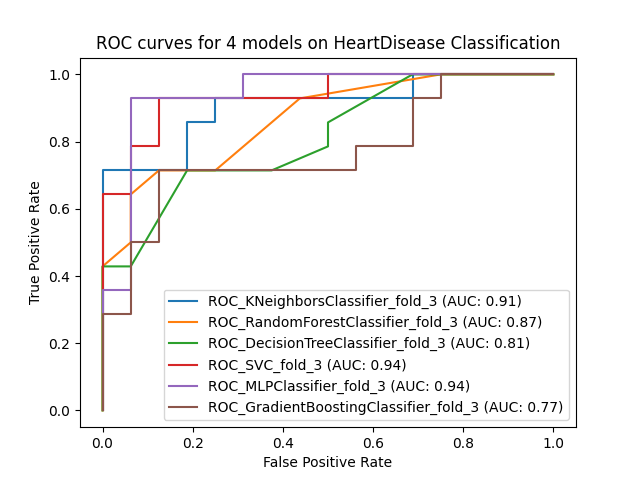 ROC curves for 4 models on HeartDisease Classification
True Positive Rate
1.0
0.8
0.6
0.4
0.2
0.0
ROC_KNeighborsClassifier_fold_3 (AUC: 0.91)
ROC_RandomForestClassifier_fold_3 (AUC: 0.87)
ROC_DecisionTreeClassifier_fold_3 (AUC: 0.81)
ROC_SVC_fold_3 (AUC: 0.94)
ROC_MLPClassifier_fold_3 (AUC: 0.94)
ROC_GradientBoostingClassifier_fold_3 (AUC: 0.77)
0.0 0.2 0.4 0.6 0.8 1.0
False Positive Rate